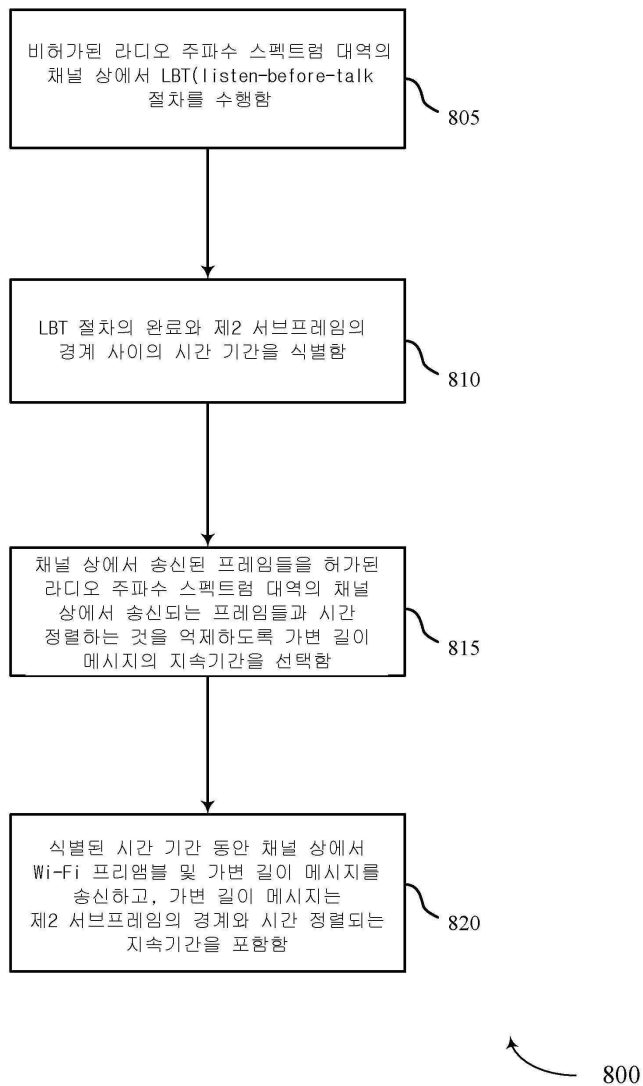 비허가된 라디오 주파수 스펙트럼 대역의
채널 상에서 LBT(listen-before-talk
절차를 수행함
805
LBT 절차의 완료와 제2 서브프레임의
경계 사이의 시간 기간을 식별함
810
채널 상에서 송신된 프레임들을 허가된
라디오 주파수 스펙트럼 대역의 채널
상에서 송신되는 프레임들과 시간
정렬하는 것을 억제하도록 가변 길이
메시지의 지속기간을 선택함
815
식별된 시간 기간 동안 채널 상에서
Wi-Fi 프리앰블 및 가변 길이 메시지를
송신하고, 가변 길이 메시지는
제2 서브프레임의 경계와 시간 정렬되는
지속기간을 포함함
820
800